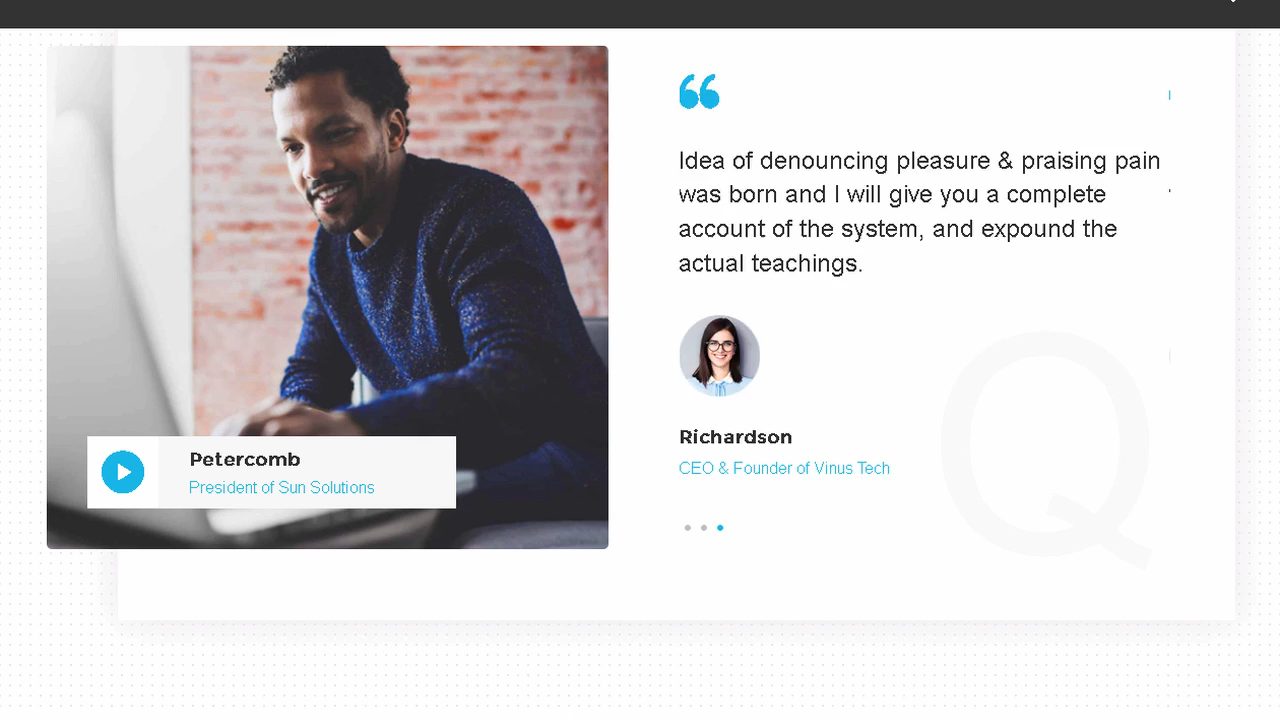 Petercomb
President of Sun Solutions
“
Idea of denouncing pleasure & praising pain
was born and I will give you a complete
account of the system, and expound the
actual teachings.
Richardson
CEO & Founder of Vinus Tech
Q